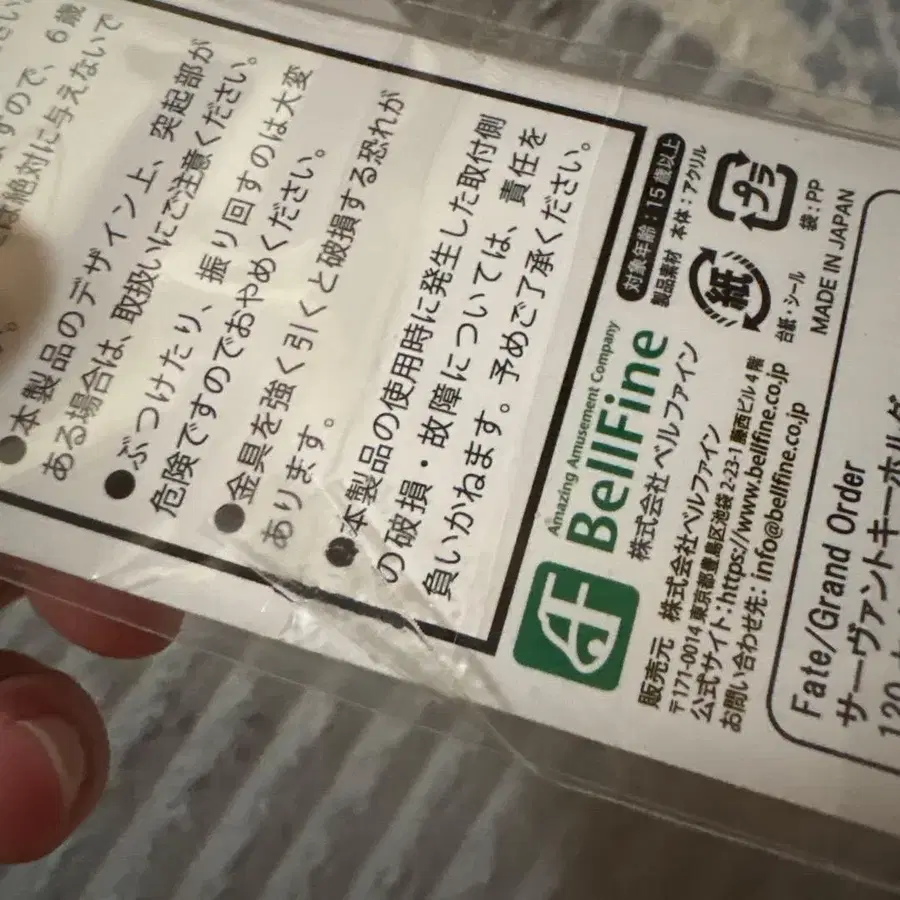 ますので、6歳
は絶対に与えないで
●本製品のデザイン上、突起部が
ある場合は、取扱いにご注意ください。
●ぶつけたり、振り回すのは大変
危険ですのでおやめください。
●金具を強く引くと破損する恐れが
あります。
●本製品の使用時に発生した取付側
の破損・故障については、責任を
負いかねます。予めご了承ください。
Amazing Amusement Company
BellFine
株式会社 ベルファイン
対象年齢:15歳以上
製品素材 本体:アクリル
プラ
紙
袋:PP
台紙・シール
MADE IN JAPAN
販売元 株式会社ベルファイン
〒171-0014 東京都豊島区池袋 2-23-1 藤西ビル 4階
公式サイト:https://www.bellfine.co.jp
お問い合わせ先:info@bellfine.co.jp
Fate/Grand Order
サーヴァントキーホルダ